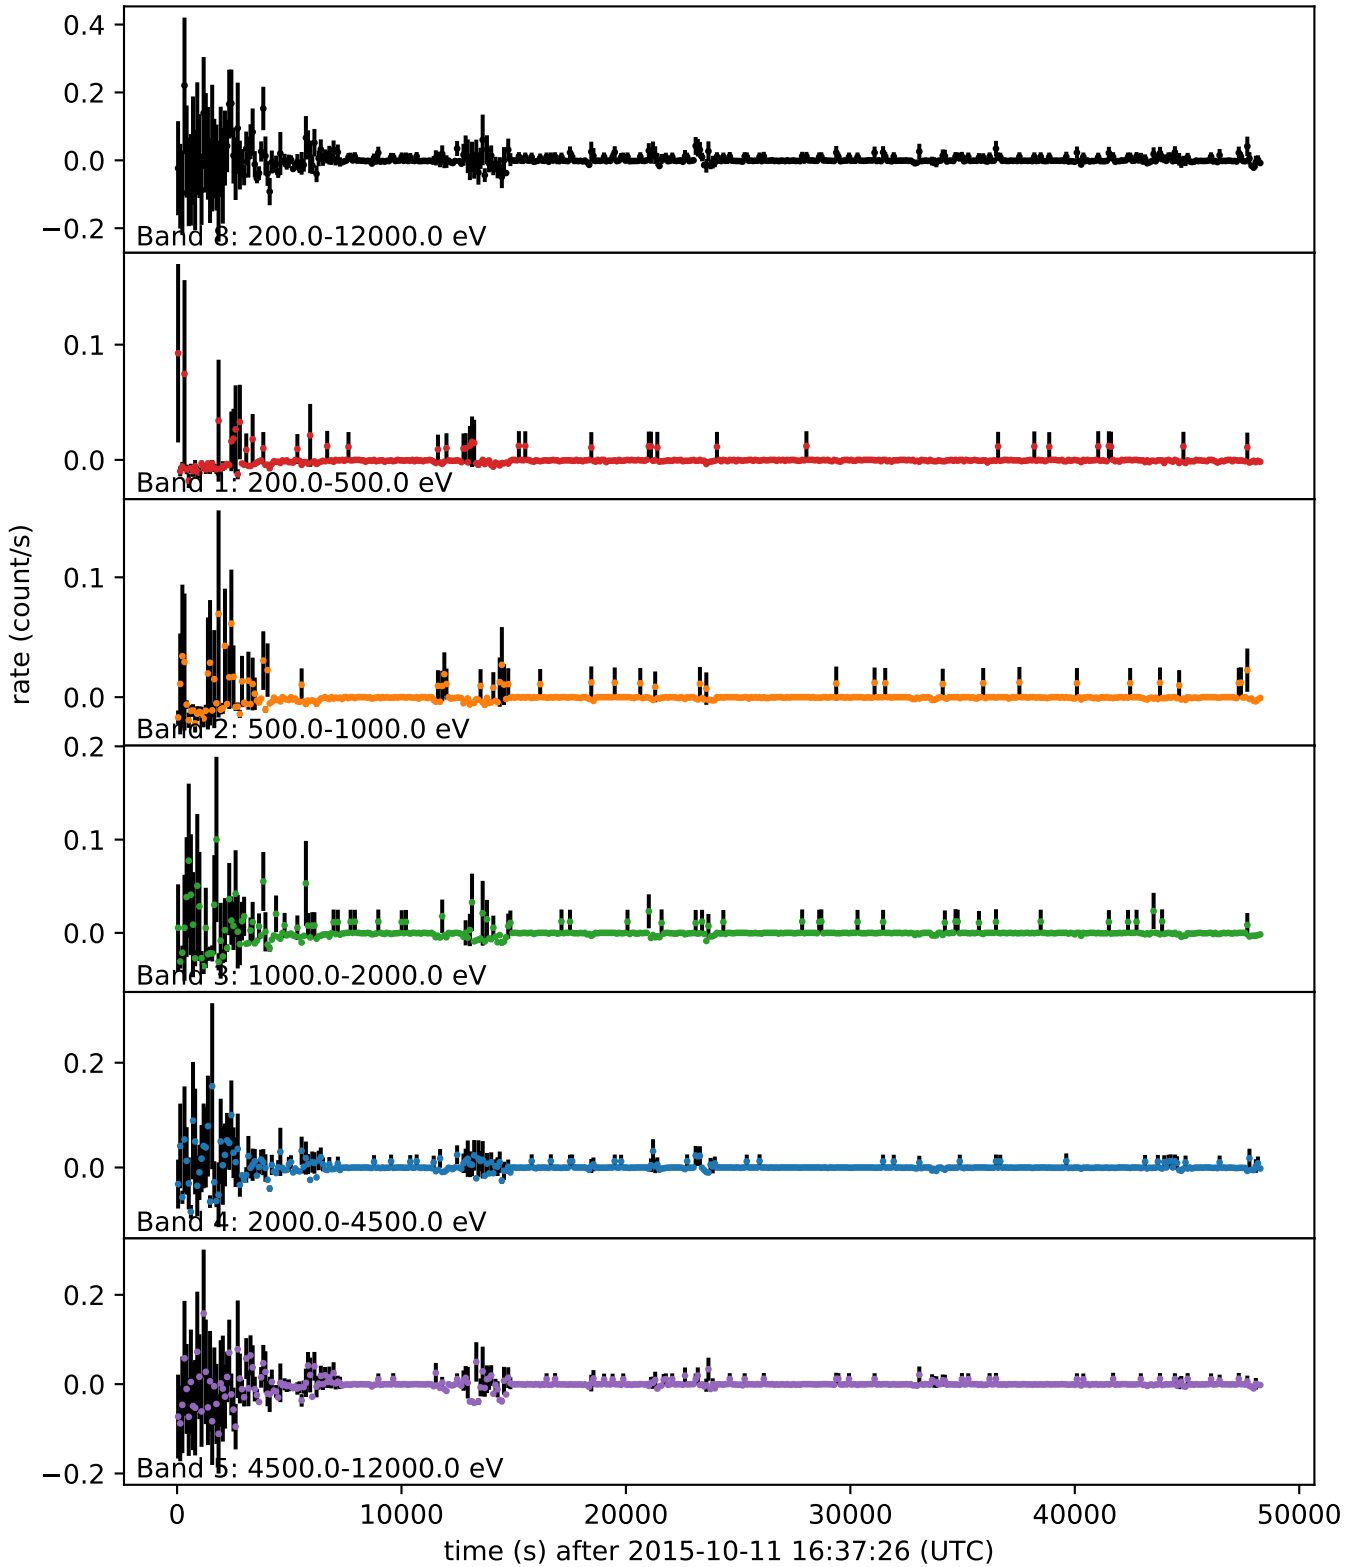 0.4
0.2
0.0
−0.2
Band 8: 200.0-12000.0 eV
0.1
0.0
Band 1: 200.0-500.0 eV
0.1
0.0
Band 2: 500.0-1000.0 eV
rate (count/s)
0.2
0.1
0.0
Band 3: 1000.0-2000.0 eV
0.2
0.0
Band 4: 2000.0-4500.0 eV
0.2
0.0
−0.2
Band 5: 4500.0-12000.0 eV
0 10000 20000 30000 40000 50000
time (s) after 2015-10-11 16:37:26 (UTC)